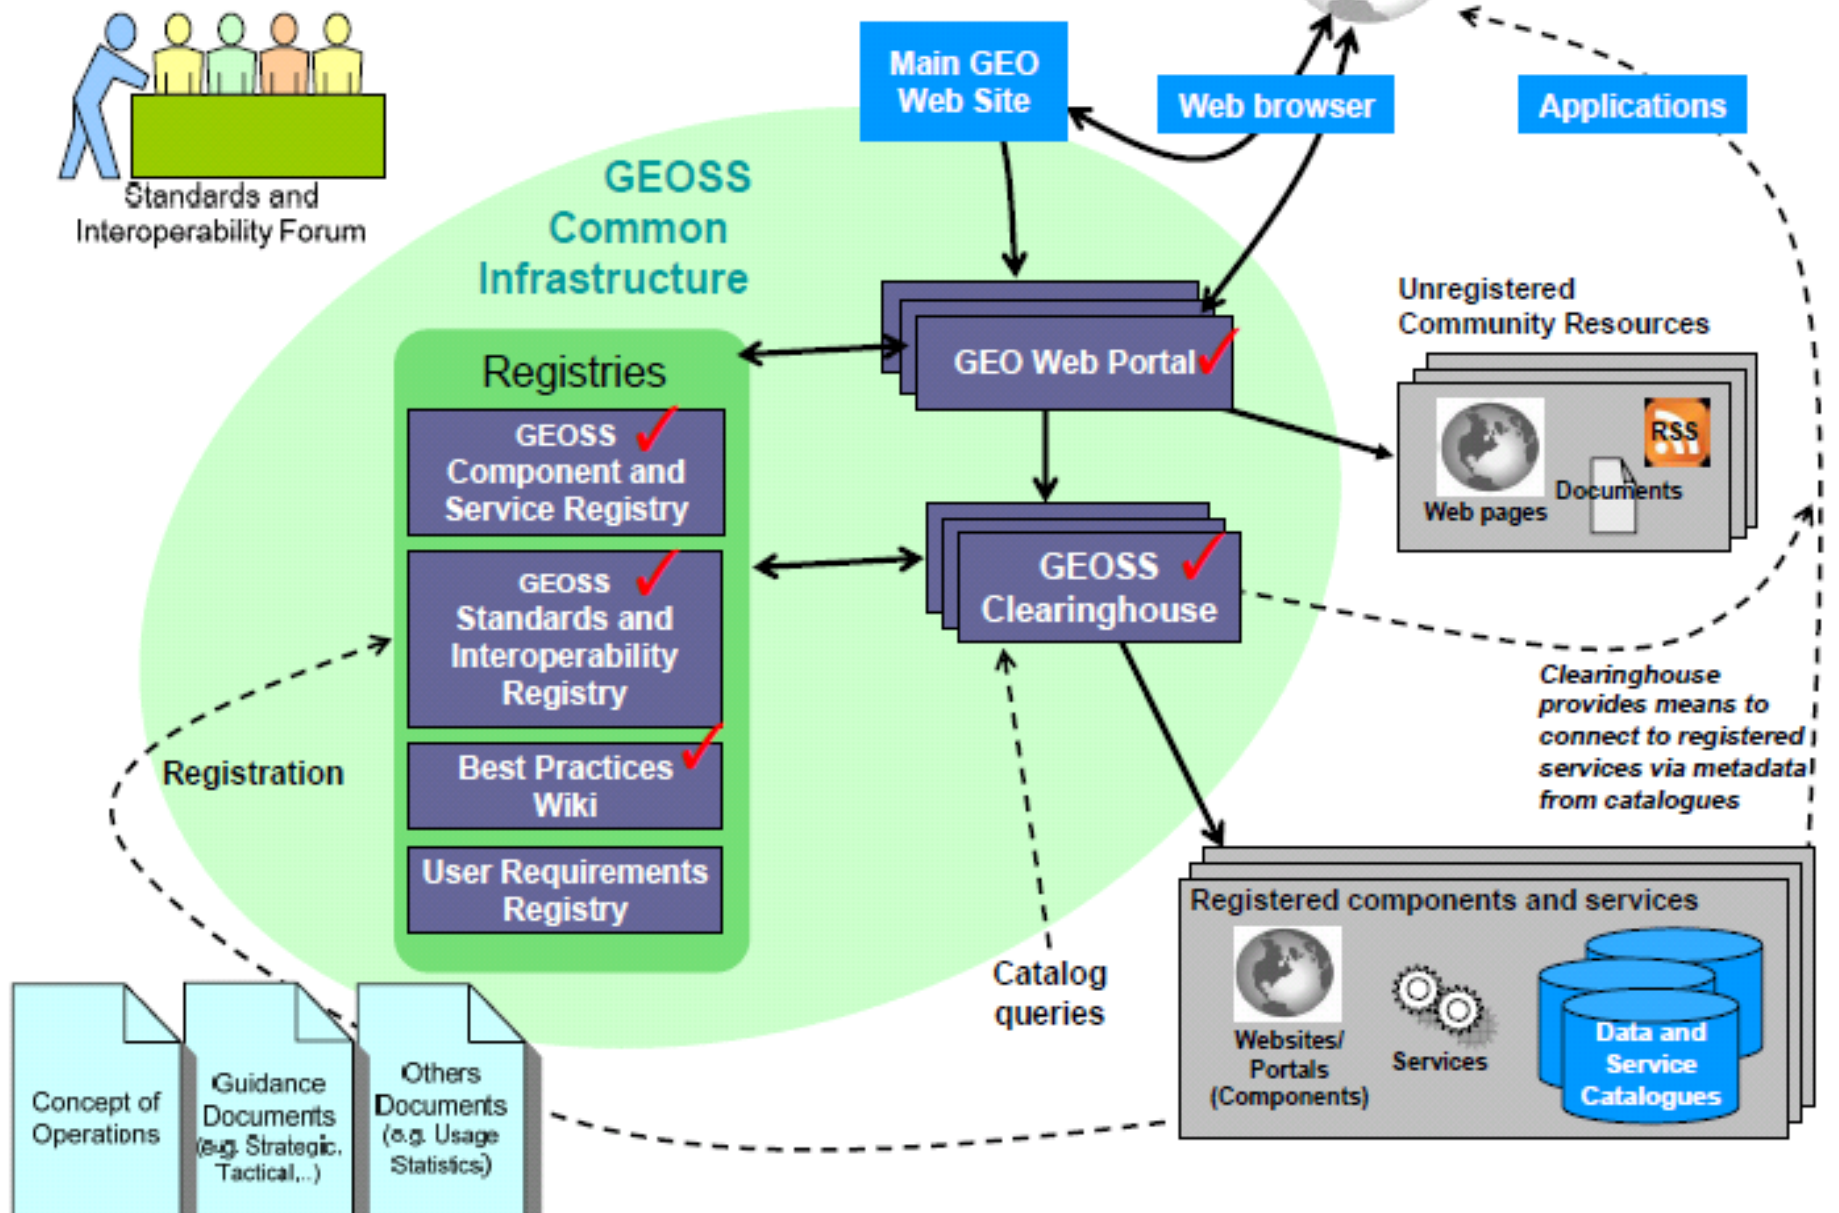 Main GEO
Web Site
Web browser
Applications
Standards and
Interoperability Forum
GEOSS
Common
Infrastructure
Unregistered
Community Resources
GEO Web Portal
Registries
RSS
Documents
Web pages
GEOSS
Component and
Service Registry
GEOSS
Clearinghouse
GEOSS
Standards and
Interoperability
Registry
Clearinghouse
provides means to
connect to registered
services via metadata
from catalogues
Registration
Best Practices
Wiki
User Requirements
Registry
Registered components and services
Catalog
queries
Websites/
Portals
(Components)
Services
Data and
Service
Catalogues
Concept of
Operations
Guidance
Documents
(e.g. Strategic,
Tactical,..)
Others
Documents
(e.g. Usage
Statistics)